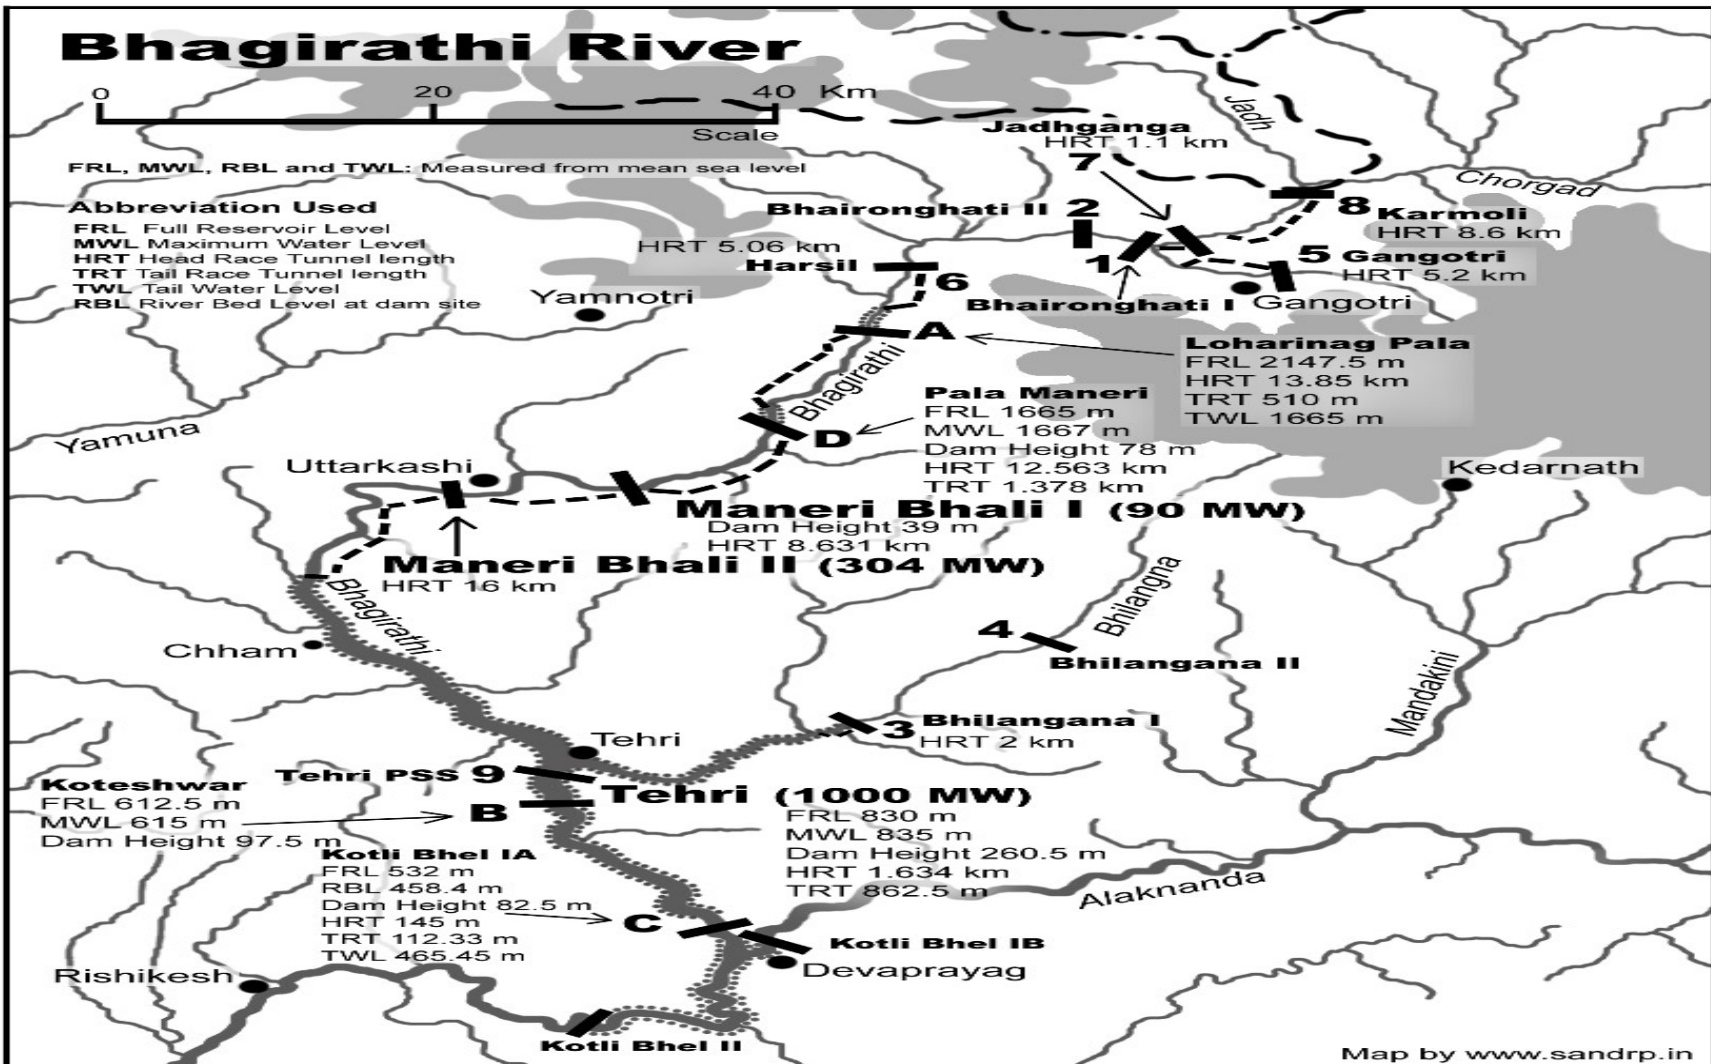 Bhagirathi River
0 20 40 Km
Scale
FRL, MWL, RBL and TWL: Measured from mean sea level
Abbreviation Used
FRL Full Reservoir Level
MWL Maximum Water Level
HRT Head Race Tunnel length
TRT Tail Race Tunnel length
TWL Tail Water Level
RBL River Bed Level at dam site
Jadh
Jadhganga
HRT 1.1 km
7
Chorgad
Bhaironghati II 2
8 Karmoli
HRT 8.6 km
HRT 5.06 km
Harsil
6
1
Bhaironghati I
5 Gangotri
HRT 5.2 km
Gangotri
Yamnotri
A
Loharinag Pala
FRL 2147.5 m
HRT 13.85 km
TRT 510 m
TWL 1665 m
Bhagirathi
Pala Maneri
FRL 1665 m
MWL 1667 m
Dam Height 78 m
HRT 12.563 km
TRT 1.378 km
D
Yamuna
Uttarkashi
Kedarnath
Maneri Bhali I (90 MW)
Dam Height 39 m
HRT 8.631 km
Maneri Bhali II (304 MW)
HRT 16 km
Bhagirathi
Bhilangna
Chham
4
Bhilangana II
Mandakini
3 Bhilangana I
HRT 2 km
Tehri
Tehri PSS 9
Koteshwar
FRL 612.5 m
MWL 615 m
Dam Height 97.5 m
B
Tehri (1000 MW)
FRL 830 m
MWL 835 m
Dam Height 260.5 m
HRT 1.634 km
TRT 862.5 m
Kotli Bhel IA
FRL 532 m
RBL 458.4 m
Dam Height 82.5 m
HRT 145 m
TRT 112.33 m
TWL 465.45 m
C
Alaknanda
Kotli Bhel IB
Devaprayag
Rishikesh
Kotli Bhel II
Map by www.sandrp.in